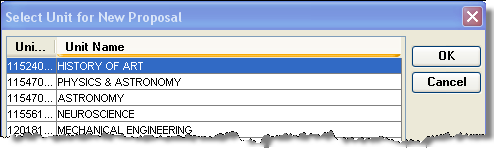 Select Unit for New Proposal
Uni... Unit Name
115240... HISTORY OF ART
115470... PHYSICS & ASTRONOMY
115470... ASTRONOMY
115561... NEUROSCIENCE
120181... MECHANICAL ENGINEERING
OK
Cancel